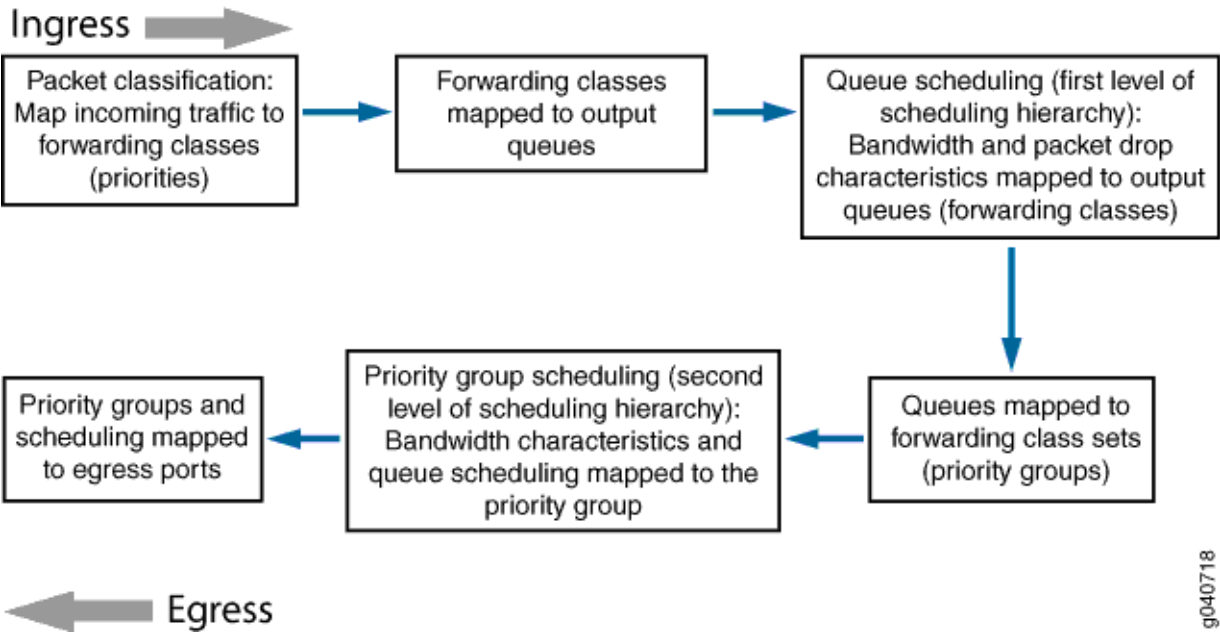 Ingress
Packet classification:
Map incoming traffic to
forwarding classes
(priorities)
Forwarding classes
mapped to output
queues
Queue scheduling (first level of
scheduling hierarchy):
Bandwidth and packet drop
characteristics mapped to output
queues (forwarding classes)
Queues mapped to
forwarding class sets
(priority groups)
Priority group scheduling (second
level of scheduling hierarchy):
Bandwidth characteristics and
queue scheduling mapped to the
priority group
Priority groups and
scheduling mapped
to egress ports
Egress
g040718